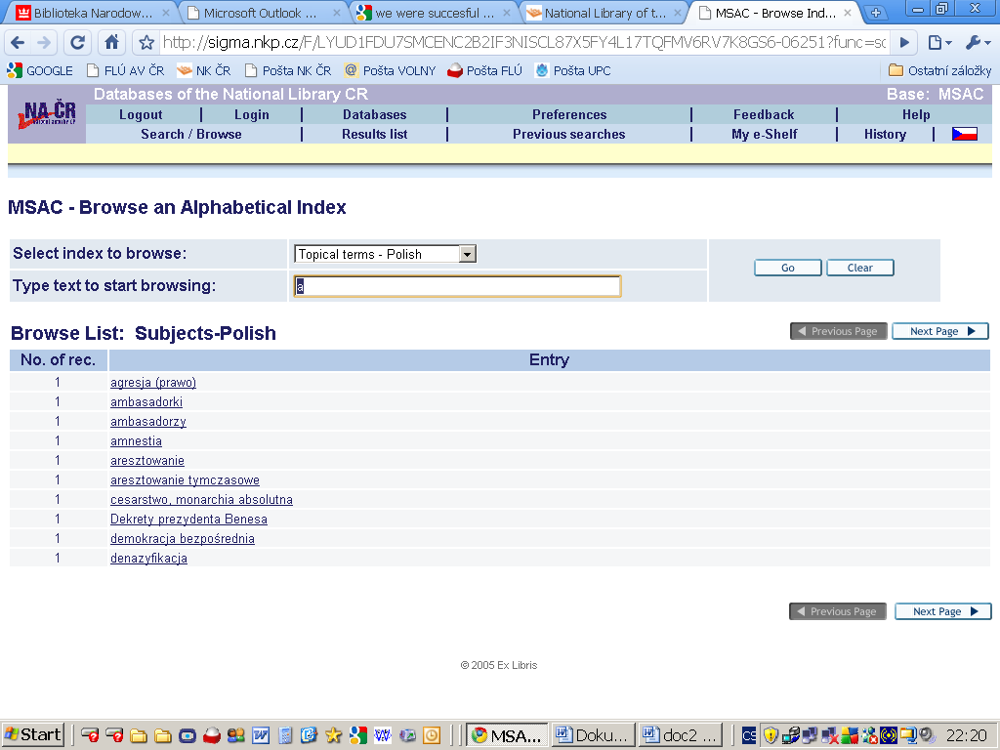 Biblioteka Narodow...
Microsoft Outlook ...
we were succesful ...
National Library of t...
MSAC - Browse Ind...
http://sigma.nkp.cz/F/LYUD1FDU7SMCENC2B2IF3NISCL87X5FY4L17TQFMV6RV7K8GS6-06251?func=sc
GOOGLE
FLÚ AV ČR
NK ČR
Pošta NK ČR
Pošta VOLNY
Pošta FLÚ
Pošta UPC
Ostatní záložky
NA-ČR
Databases of the National Library CR
Base: MSAC
Logout | Login | Databases | Preferences | Feedback | Help
Search / Browse | Results list | Previous searches | My e-Shelf | History |
MSAC - Browse an Alphabetical Index
Select index to browse:
Topical terms - Polish
Go
Clear
Type text to start browsing:
a
Browse List: Subjects-Polish
Previous Page
Next Page
No. of rec. Entry
1 agresja (prawo)
1 ambasadorki
1 ambasadorzy
1 amnestia
1 aresztowanie
1 aresztowanie tymczasowe
1 cesarstwo, monarchia absolutna
1 Dekrety prezydenta Benesa
1 demokracja bezpośrednia
1 denazyfikacja
Previous Page
Next Page
© 2005 Ex Libris
Start
MSA...
Doku...
doc2 ...
CS
22:20